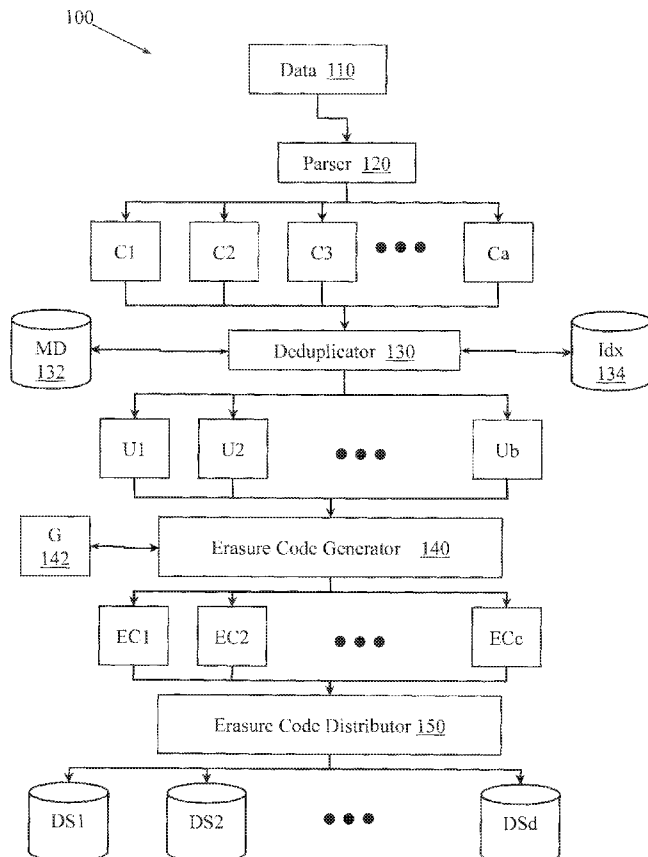 100
Data 110
Parser 120
C1 C2 C3 Ca
MD
132
Deduplicator 130
Idx
134
U1 U2 Ub
G
142
Erasure Code Generator 140
EC1 EC2 ECc
Erasure Code Distributor 150
DS1 DS2 DSd